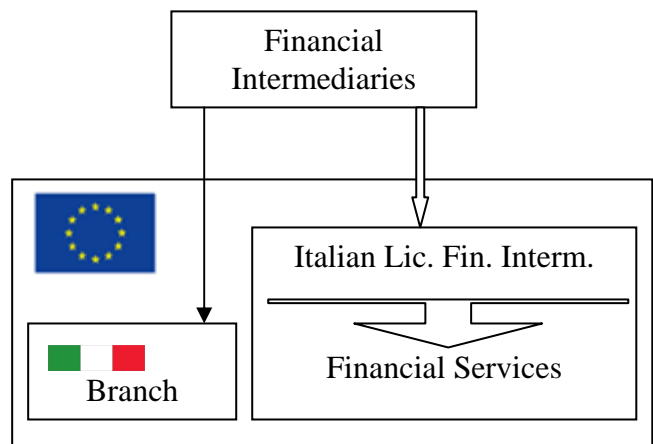 Financial
Intermediaries
Italian Lic. Fin. Interm.
Financial Services
Branch